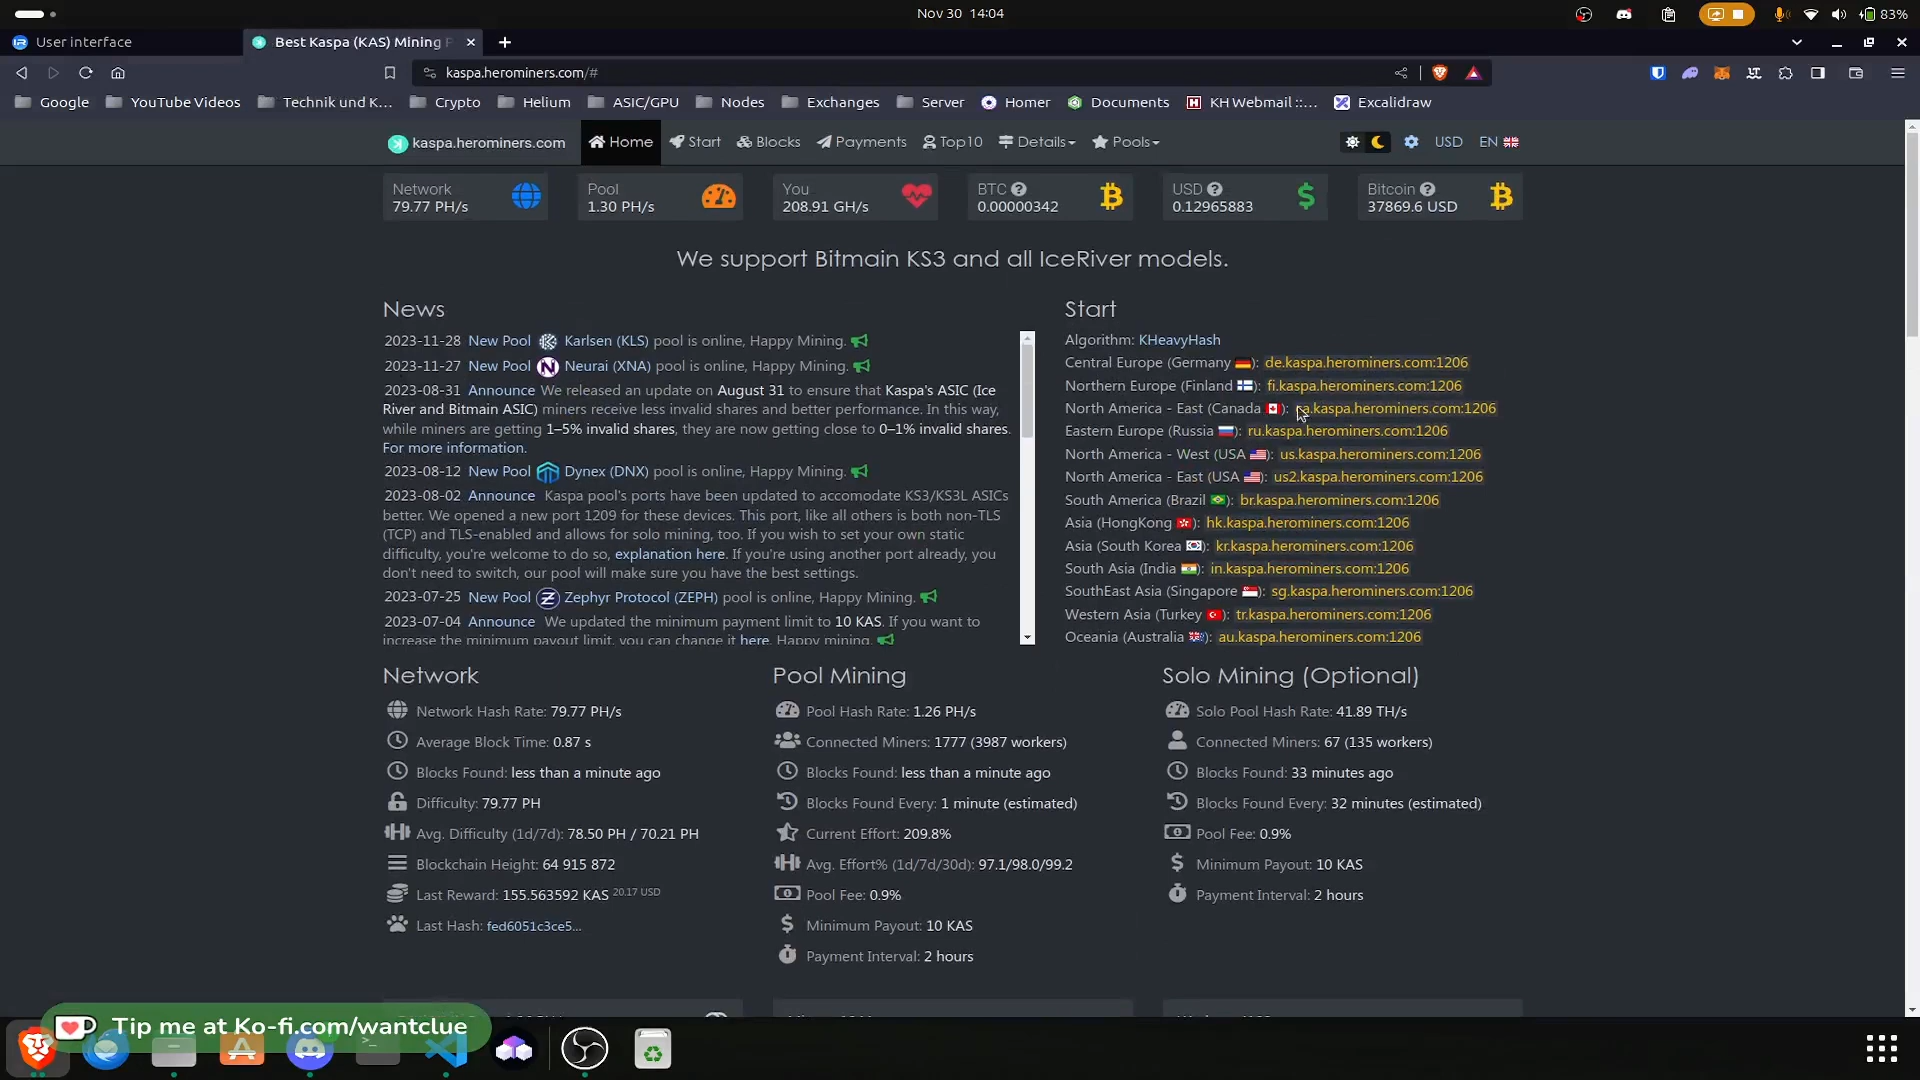 Nov 30 14:04
83%
User interface
Best Kaspa (KAS) Mining
kaspa.herominers.com/#
Google
YouTube Videos
Technik und K...
Crypto
Helium
ASIC/GPU
Nodes
Exchanges
Server
Homer
Documents
KH Webmail ::...
Excalidraw
kaspa.herominers.com
Home
Start
Blocks
Payments
Top10
Details
Pools
USD
EN
Network
79.77 PH/s
Pool
1.30 PH/s
You
208.91 GH/s
BTC
0.00000342
USD
0.12965883
Bitcoin
37869.6 USD
We support Bitmain KS3 and all IceRiver models.
News
2023-11-28 New Pool Karlsen (KLS) pool is online, Happy Mining.
2023-11-27 New Pool Neurai (XNA) pool is online, Happy Mining.
2023-08-31 Announce We released an update on August 31 to ensure that Kaspa's ASIC (Ice
River and Bitmain ASIC) miners receive less invalid shares and better performance. In this way,
while miners are getting 1–5% invalid shares, they are now getting close to 0–1% invalid shares.
For more information.
2023-08-12 New Pool Dynex (DNX) pool is online, Happy Mining.
2023-08-02 Announce Kaspa pool's ports have been updated to accomodate KS3/KS3L ASICs
better. We opened a new port 1209 for these devices. This port, like all others is both non-TLS
(TCP) and TLS-enabled and allows for solo mining, too. If you wish to set your own static
difficulty, you're welcome to do so, explanation here. If you're using another port already, you
don't need to switch, our pool will make sure you have the best settings.
2023-07-25 New Pool Zephyr Protocol (ZEPH) pool is online, Happy Mining.
2023-07-04 Announce We updated the minimum payment limit to 10 KAS. If you want to
increase the minimum payout limit, you can change it here. Happy mining.
Start
Algorithm: KHeavyHash
Central Europe (Germany ): de.kaspa.herominers.com:1206
Northern Europe (Finland ): fi.kaspa.herominers.com:1206
North America - East (Canada ): ca.kaspa.herominers.com:1206
Eastern Europe (Russia ): ru.kaspa.herominers.com:1206
North America - West (USA ): us.kaspa.herominers.com:1206
North America - East (USA ): us2.kaspa.herominers.com:1206
South America (Brazil ): br.kaspa.herominers.com:1206
Asia (HongKong ): hk.kaspa.herominers.com:1206
Asia (South Korea ): kr.kaspa.herominers.com:1206
South Asia (India ): in.kaspa.herominers.com:1206
SouthEast Asia (Singapore ): sg.kaspa.herominers.com:1206
Western Asia (Turkey ): tr.kaspa.herominers.com:1206
Oceania (Australia ): au.kaspa.herominers.com:1206
Network
Network Hash Rate: 79.77 PH/s
Average Block Time: 0.87 s
Blocks Found: less than a minute ago
Difficulty: 79.77 PH
Avg. Difficulty (1d/7d): 78.50 PH / 70.21 PH
Blockchain Height: 64 915 872
Last Reward: 155.563592 KAS 20.17 USD
Last Hash: fed6051c3ce5...
Pool Mining
Pool Hash Rate: 1.26 PH/s
Connected Miners: 1777 (3987 workers)
Blocks Found: less than a minute ago
Blocks Found Every: 1 minute (estimated)
Current Effort: 209.8%
Avg. Effort% (1d/7d/30d): 97.1/98.0/99.2
Pool Fee: 0.9%
Minimum Payout: 10 KAS
Payment Interval: 2 hours
Solo Mining (Optional)
Solo Pool Hash Rate: 41.89 TH/s
Connected Miners: 67 (135 workers)
Blocks Found: 33 minutes ago
Blocks Found Every: 32 minutes (estimated)
Pool Fee: 0.9%
Minimum Payout: 10 KAS
Payment Interval: 2 hours
Tip me at Ko-fi.com/wantclue